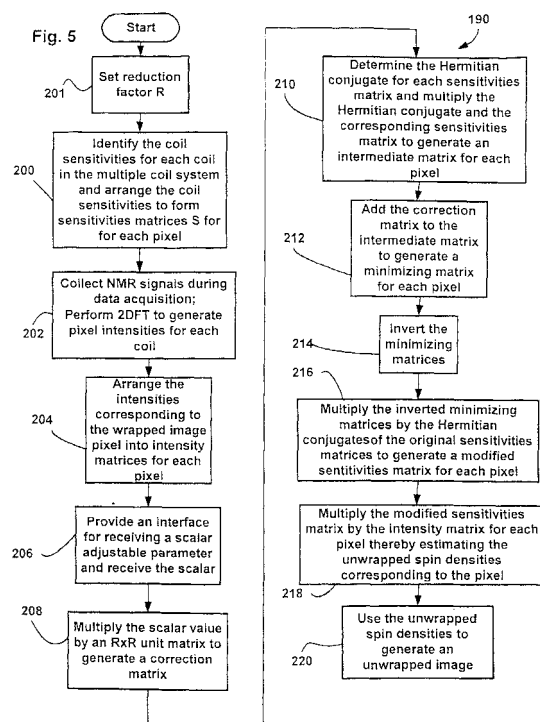 Fig. 5
Start
190
201
Set reduction
factor R
200
Identify the coil
sensitivities for each coil
in the multiple coil system
and arrange the coil
sensitivities to form
sensitivities matrices S for
for each pixel
202
Collect NMR signals during
data acquisition;
Perform 2DFT to generate
pixel intensities for each
coil
204
Arrange the
intensities
corresponding to
the wrapped image
pixel into intensity
matrices for each
pixel
206
Provide an interface
for receiving a scalar
adjustable parameter
and receive the scalar
208
Multiply the scalar value
by an RxR unit matrix to
generate a correction
matrix
210
Determine the Hermitian
conjugate for each sensitivities
matrix and multiply the
Hermitian conjugate and the
corresponding sensitivities
matrix to generate an
intermediate matrix for each
pixel
212
Add the correction
matrix to the
intermediate matrix
to generate a
minimizing matrix
for each pixel
214
Invert the
minimizing
matrices
216
Multiply the inverted minimizing
matrices by the Hermitian
conjugatesof the original sensitivities
matrices to generate a modified
sentitivities matrix for each pixel
Multiply the modified sensitivities
matrix by the intensity matrix for each
pixel thereby estimating the
unwrapped spin densities
corresponding to the pixel
218
220
Use the unwrapped
spin densities to
generate an
unwrapped image